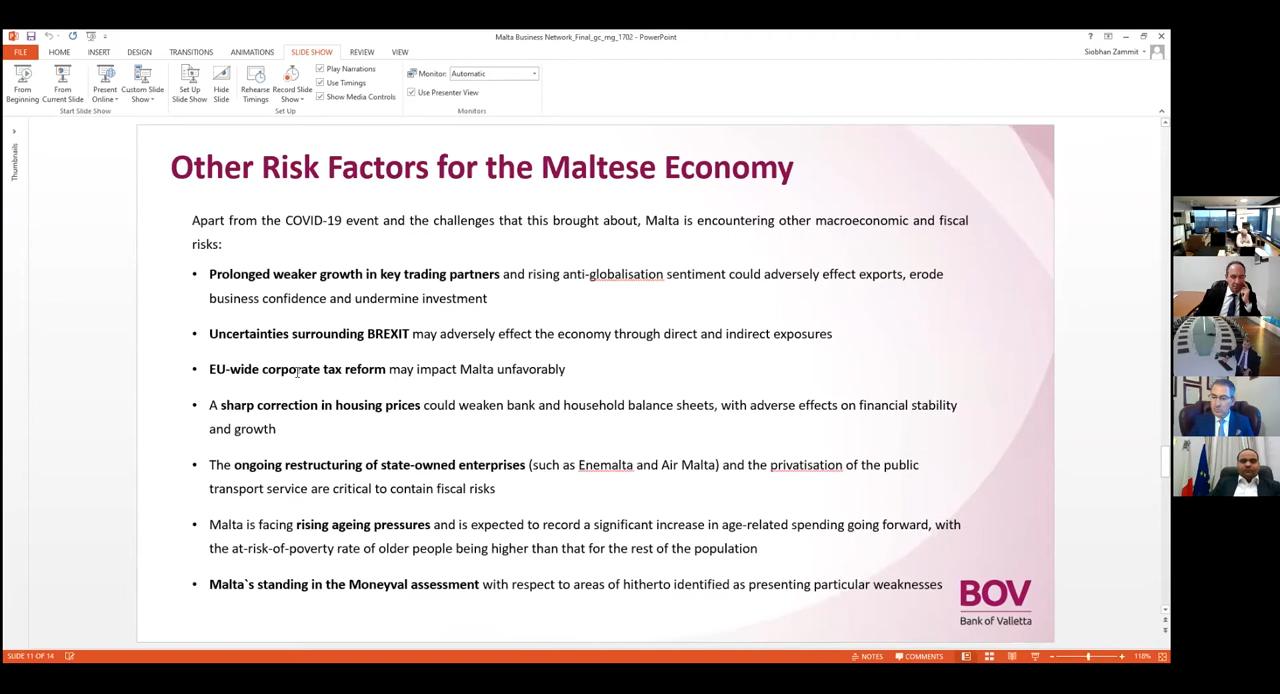 Malta Business Network_Final_gc_mg_1702 - PowerPoint
FILE HOME INSERT DESIGN TRANSITIONS ANIMATIONS SLIDE SHOW REVIEW VIEW
Siobhan Zammit
From Beginning
From Current Slide
Present Online
Custom Slide Show
Start Slide Show
Set Up Slide Show
Hide Slide
Rehearse Timings
Record Slide Show
Play Narrations
Use Timings
Show Media Controls
Set Up
Monitor: Automatic
Use Presenter View
Monitors
Thumbnails
Other Risk Factors for the Maltese Economy
Apart from the COVID-19 event and the challenges that this brought about, Malta is encountering other macroeconomic and fiscal
risks:
• Prolonged weaker growth in key trading partners and rising anti-globalisation sentiment could adversely effect exports, erode
business confidence and undermine investment
• Uncertainties surrounding BREXIT may adversely effect the economy through direct and indirect exposures
• EU-wide corporate tax reform may impact Malta unfavorably
• A sharp correction in housing prices could weaken bank and household balance sheets, with adverse effects on financial stability
and growth
• The ongoing restructuring of state-owned enterprises (such as Enemalta and Air Malta) and the privatisation of the public
transport service are critical to contain fiscal risks
• Malta is facing rising ageing pressures and is expected to record a significant increase in age-related spending going forward, with
the at-risk-of-poverty rate of older people being higher than that for the rest of the population
• Malta`s standing in the Moneyval assessment with respect to areas of hitherto identified as presenting particular weaknesses
BOV
Bank of Valletta
SLIDE 11 OF 14
NOTES COMMENTS 118%